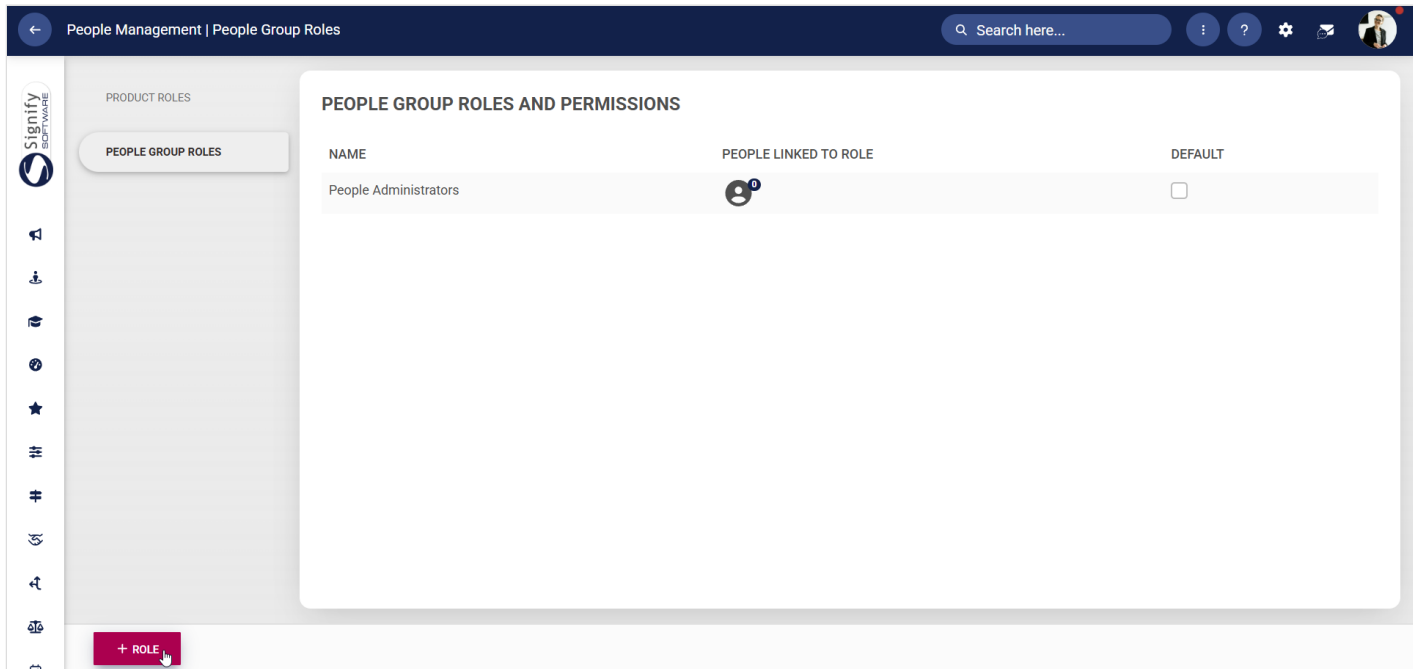 People Management | People Group Roles
Search here...
?
Signify
SOFTWARE
PRODUCT ROLES
PEOPLE GROUP ROLES
PEOPLE GROUP ROLES AND PERMISSIONS
NAME PEOPLE LINKED TO ROLE DEFAULT
People Administrators 0
+ ROLE